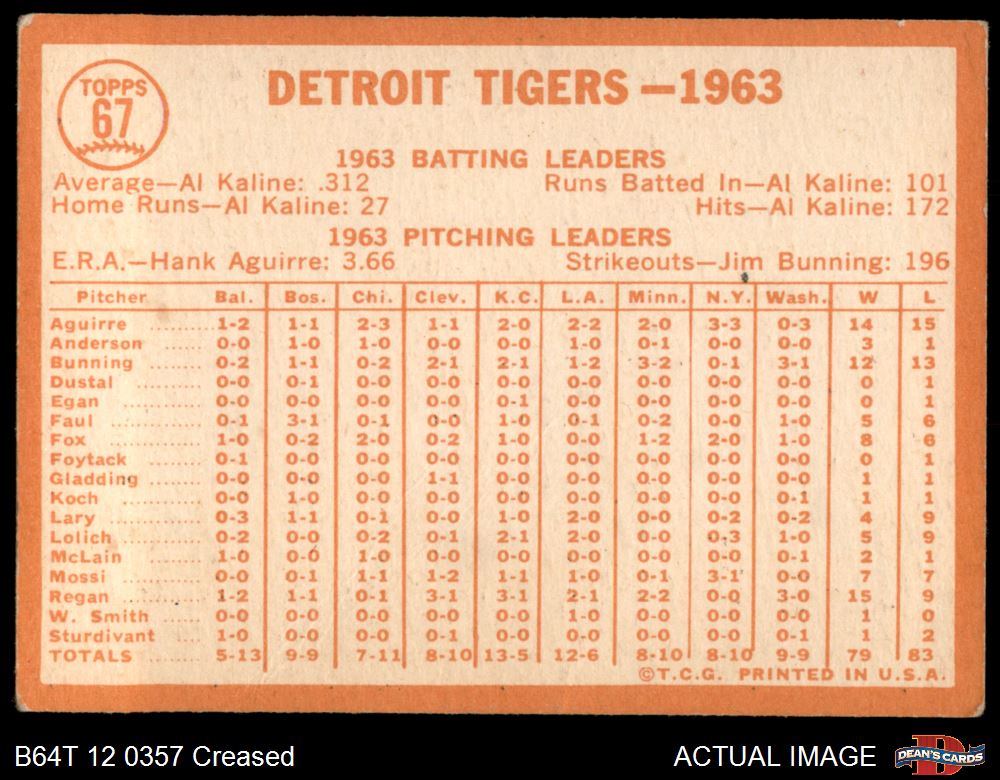 TOPPS
67
DETROIT TIGERS—1963
1963 BATTING LEADERS
Average—Al Kaline: .312 Runs Batted In—Al Kaline: 101
Home Runs—Al Kaline: 27 Hits—Al Kaline: 172
1963 PITCHING LEADERS
E.R.A.—Hank Aguirre: 3.66 Strikeouts—Jim Bunning: 196
Pitcher Bal. Bos. Chi. Clev. K.C. L.A. Minn. N.Y. Wash. W L
Aguirre .......... 1-2 1-1 2-3 1-1 2-0 2-2 2-0 3-3 0-3 14 15
Anderson ........ 0-0 1-0 1-0 0-0 0-0 1-0 0-1 0-0 0-0 3 1
Bunning .......... 0-2 1-1 0-2 2-1 2-1 1-2 3-2 0-1 3-1 12 13
Dustal .......... 0-0 0-1 0-0 0-0 0-0 0-0 0-0 0-0 0-0 0 1
Egan ............ 0-0 0-0 0-0 0-0 0-1 0-0 0-0 0-0 0-0 0 1
Faul ............ 0-1 3-1 0-1 0-0 1-0 0-1 0-2 0-0 1-0 5 6
Fox .............. 1-0 0-2 2-0 0-2 1-0 0-0 1-2 2-0 1-0 8 6
Foytack ........ 0-1 0-0 0-0 0-0 0-0 0-0 0-0 0-0 0-0 0 1
Gladding ........ 0-0 0-0 0-0 1-1 0-0 0-0 0-0 0-0 0-0 1 1
Koch ............ 0-0 1-0 0-0 0-0 0-0 0-0 0-0 0-0 0-1 1 1
Lary ............ 0-3 1-1 0-1 0-0 1-0 2-0 0-0 0-2 0-2 4 9
Lolich .......... 0-2 0-0 0-2 0-1 2-1 2-0 0-0 0-3 1-0 5 9
McLain .......... 1-0 0-0 1-0 0-0 0-0 0-0 0-0 0-0 0-1 2 1
Mossi .......... 0-0 0-1 1-1 1-2 1-1 1-0 0-1 3-1 0-0 7 7
Regan .......... 1-2 1-1 0-1 3-1 3-1 2-1 2-2 0-0 3-0 15 9
W. Smith ...... 0-0 0-0 0-0 0-0 0-0 1-0 0-0 0-0 0-0 1 0
Sturdivant ...... 1-0 0-0 0-0 0-1 0-0 0-0 0-0 0-0 0-1 1 2
TOTALS ........ 5-13 9-9 7-11 8-10 13-5 12-6 8-10 8-10 9-9 79 83
©T.C.G. PRINTED IN U.S.A.
B64T 12 0357 Creased ACTUAL IMAGE DEAN'S CARDS